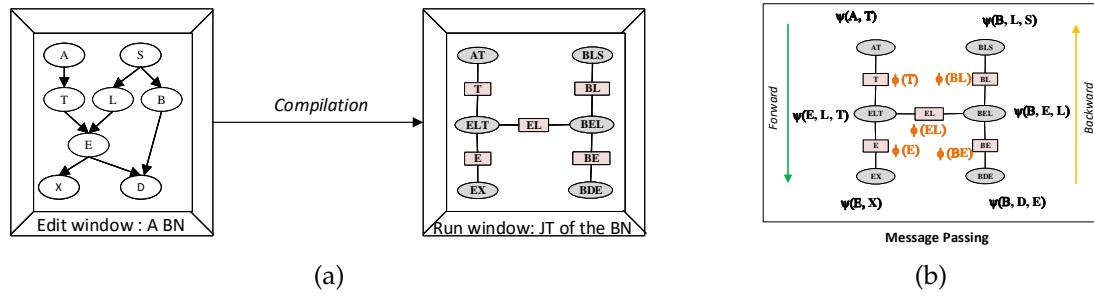 A S
T L B
E
X D
Edit window : A BN
Compilation
AT BLS
T BL
ELT EL BEL
E BE
EX BDE
Run window: JT of the BN
(a)
ψ(A, T) ψ(B, L, S)
AT BLS
T ϕ(T) ϕ(BL) BL
ψ(E, L, T) ELT EL BEL ψ(B, E, L)
ϕ(EL)
E ϕ(E) ϕ(BE) BE
EX BDE
ψ(E, X) ψ(B, D, E)
Forward
Backward
Message Passing
(b)